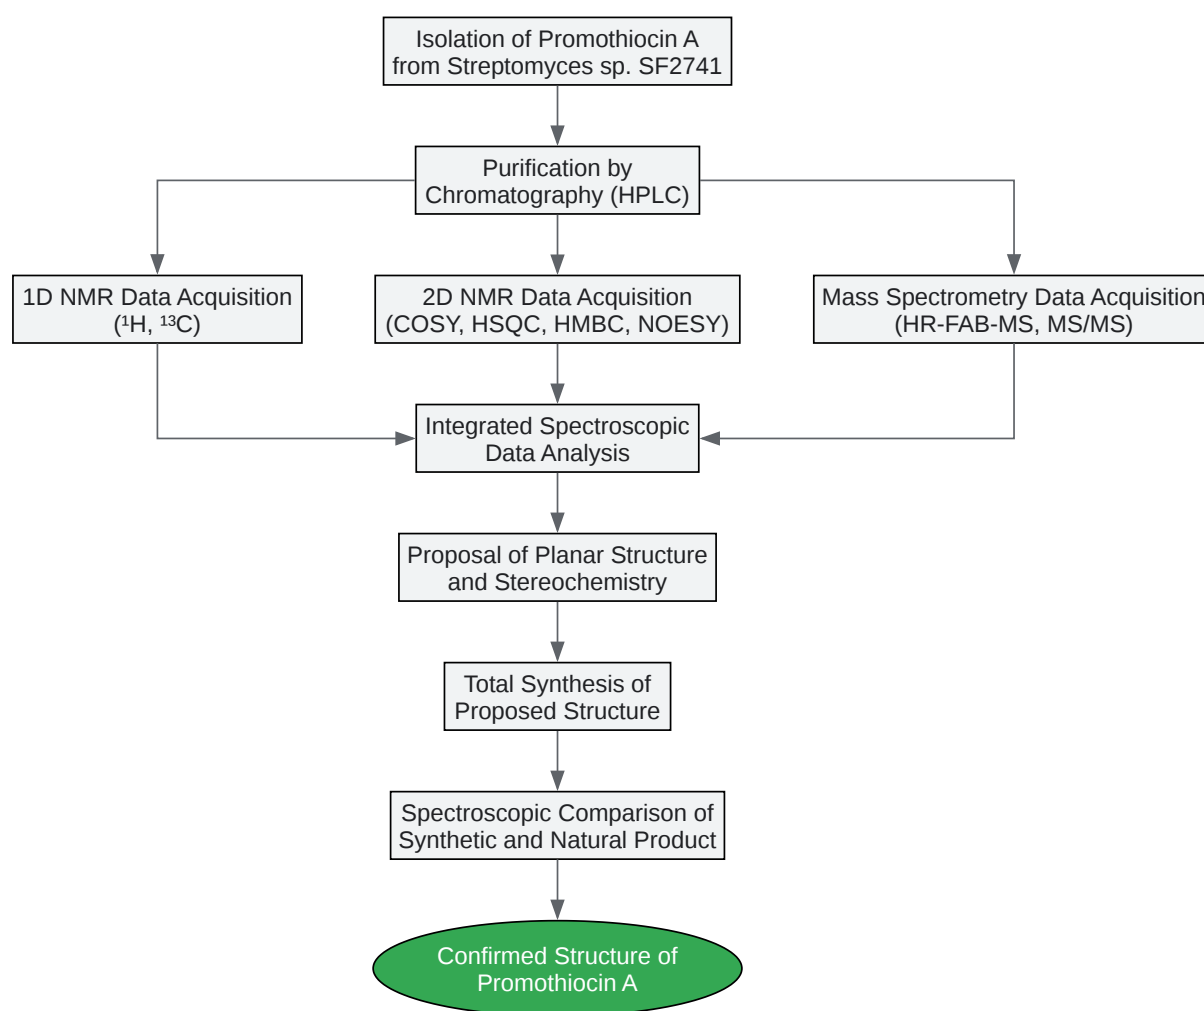 Isolation of Promothiocin A
from Streptomyces sp. SF2741
Purification by
Chromatography (HPLC)
1D NMR Data Acquisition
(¹H, ¹³C)
2D NMR Data Acquisition
(COSY, HSQC, HMBC, NOESY)
Mass Spectrometry Data Acquisition
(HR-FAB-MS, MS/MS)
Integrated Spectroscopic
Data Analysis
Proposal of Planar Structure
and Stereochemistry
Total Synthesis of
Proposed Structure
Spectroscopic Comparison of
Synthetic and Natural Product
Confirmed Structure of
Promothiocin A